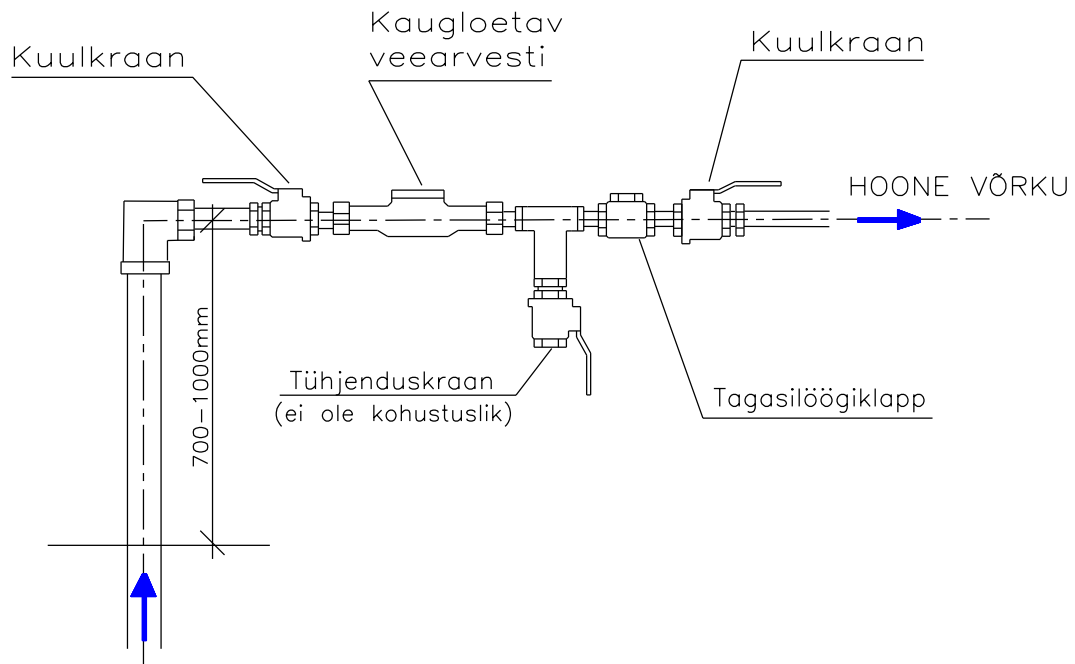 Kuulkraan
Kaugloetav
veearvesti
Kuulkraan
HOONE VÕRKU
700-1000mm
Tühjenduskraan
(ei ole kohustuslik)
Tagasilöögiklapp